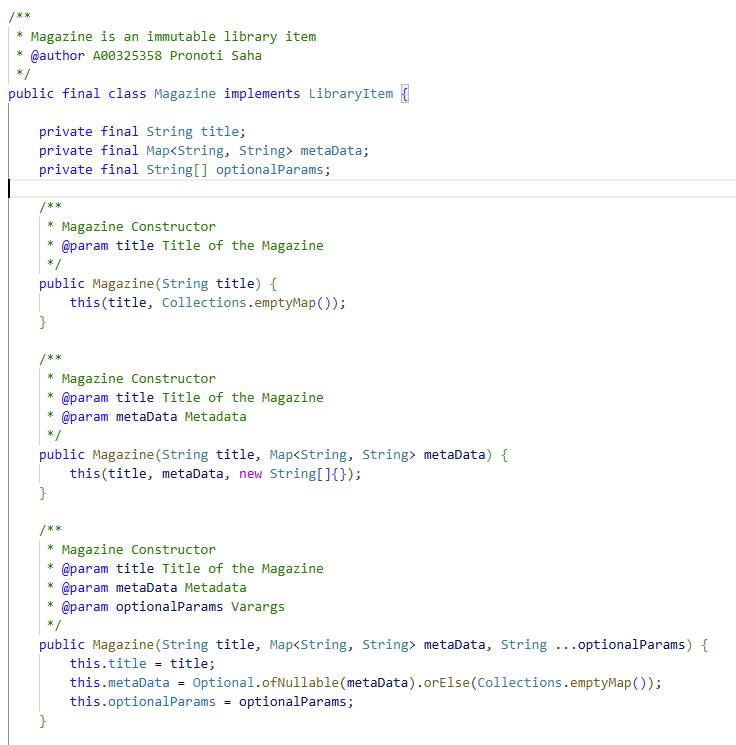 /**
 * Magazine is an immutable library item
 * @author A00325358 Pronoti Saha
 */
public final class Magazine implements LibraryItem {
    private final String title;
    private final Map<String, String> metaData;
    private final String[] optionalParams;
    /**
     * Magazine Constructor
     * @param title Title of the Magazine
     */
    public Magazine(String title) {
        this(title, Collections.emptyMap());
    }
    /**
     * Magazine Constructor
     * @param title Title of the Magazine
     * @param metaData Metadata
     */
    public Magazine(String title, Map<String, String> metaData) {
        this(title, metaData, new String[]{});
    }
    /**
     * Magazine Constructor
     * @param title Title of the Magazine
     * @param metaData Metadata
     * @param optionalParams Varargs
     */
    public Magazine(String title, Map<String, String> metaData, String ...optionalParams) {
        this.title = title;
        this.metaData = Optional.ofNullable(metaData).orElse(Collections.emptyMap());
        this.optionalParams = optionalParams;
    }